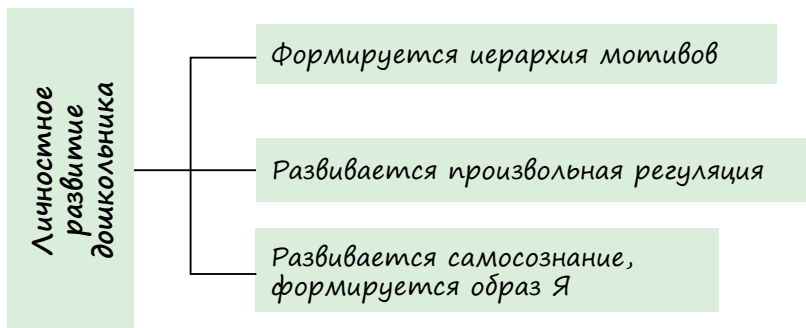 Личностное
развитие
дошкольника
Формируется иерархия мотивов
Развивается произвольная регуляция
Развивается самосознание,
формируется образ Я